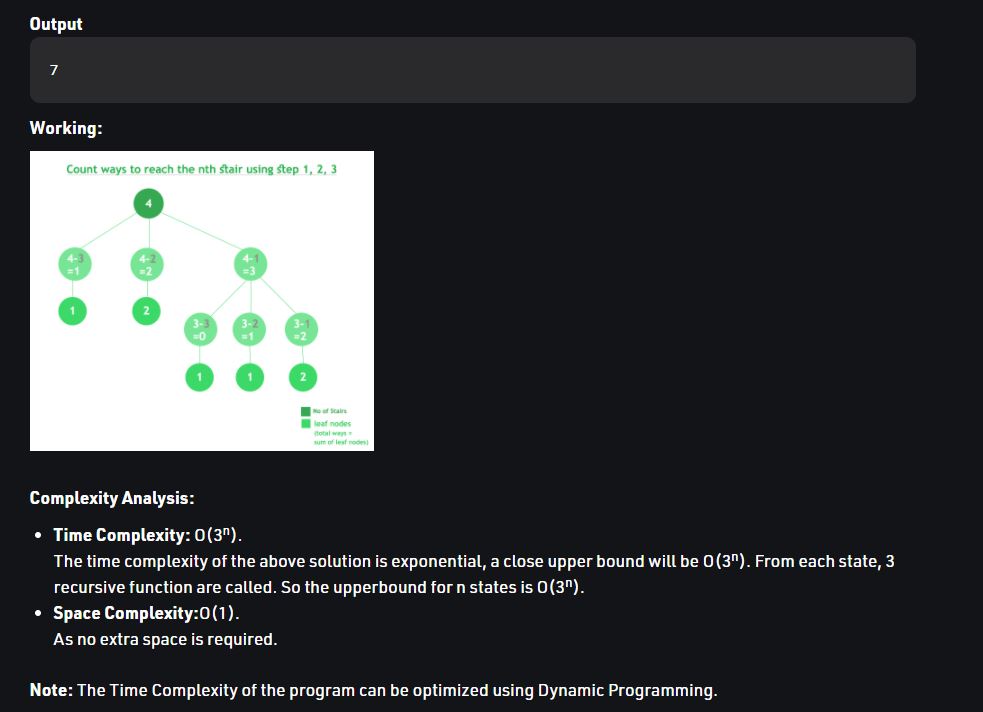 Output
7
Working:
Count ways to reach the nth stair using step 1, 2, 3
4
4-3
=1
4-2
=2
4-1
=3
1
2
3-3
=0
3-2
=1
3-1
=2
1
1
2
No of Stairs
leaf nodes
(total ways =
sum of leaf nodes)
Complexity Analysis:
• Time Complexity: O(3ⁿ).
The time complexity of the above solution is exponential, a close upper bound will be O(3ⁿ). From each state, 3
recursive function are called. So the upperbound for n states is O(3ⁿ).
• Space Complexity:O(1).
As no extra space is required.
Note: The Time Complexity of the program can be optimized using Dynamic Programming.